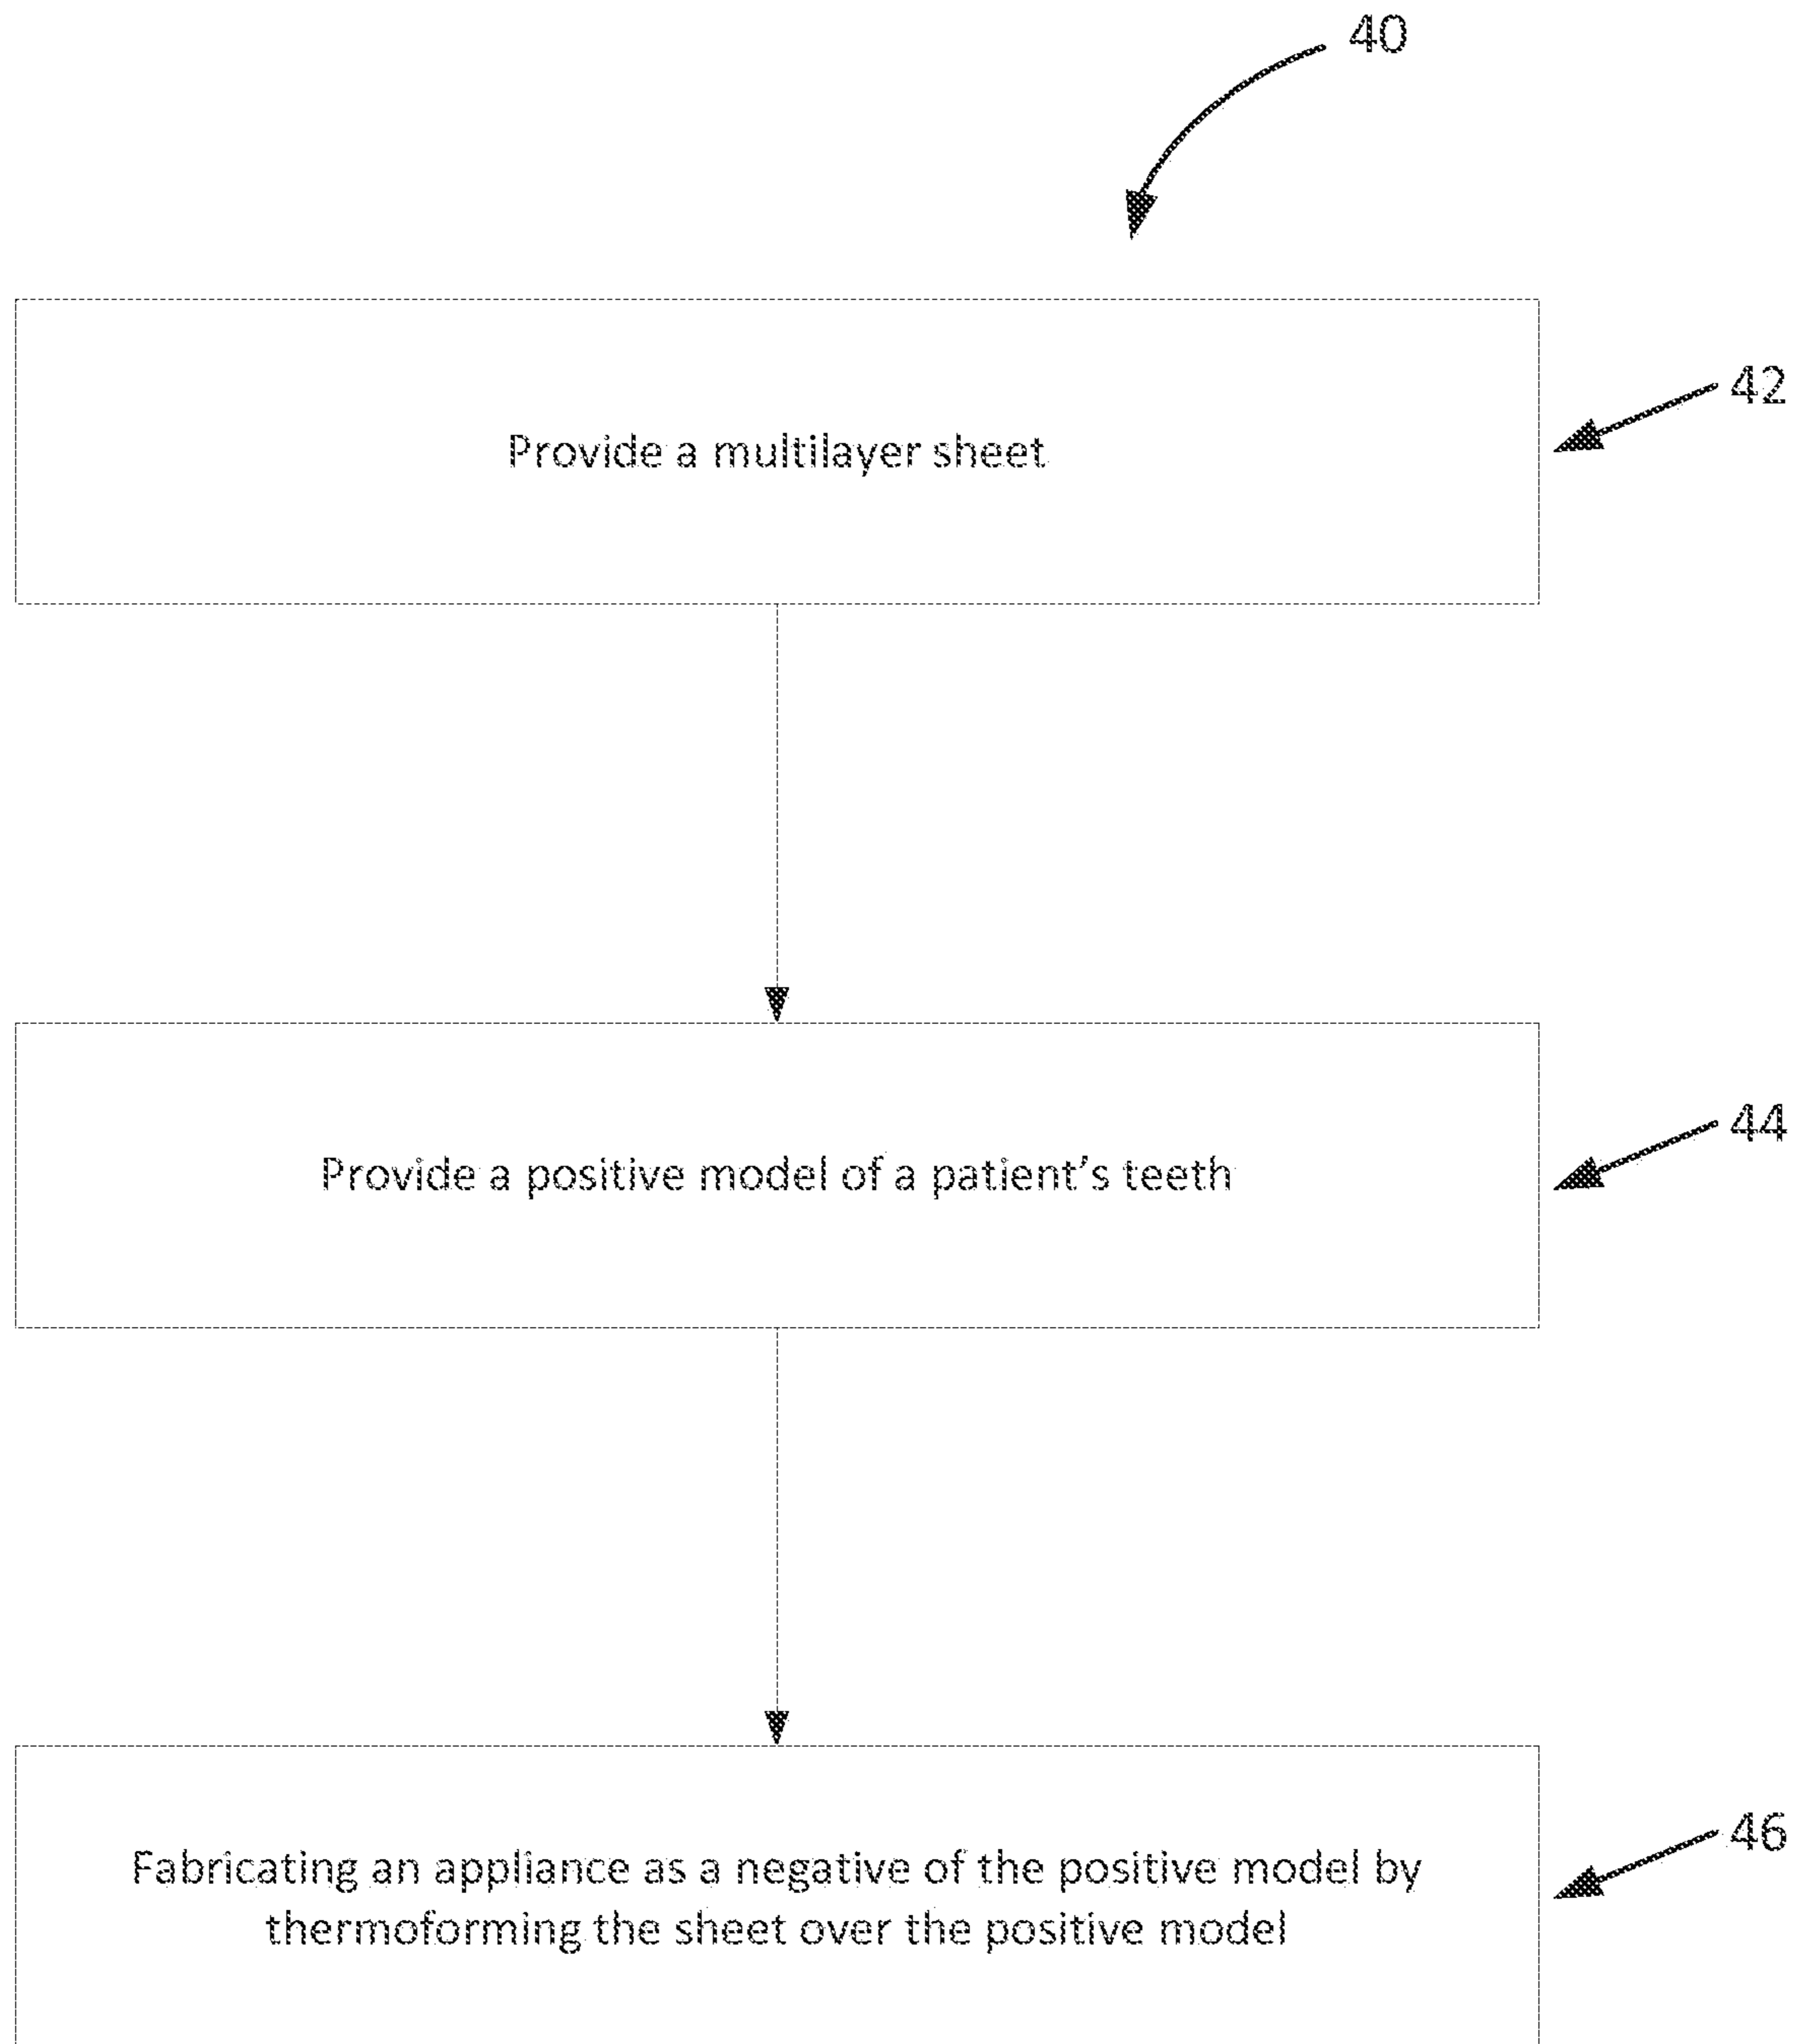 40
Provide a multilayer sheet
42
Provide a positive model of a patient's teeth
44
Fabricating an appliance as a negative of the positive model by
thermoforming the sheet over the positive model
46